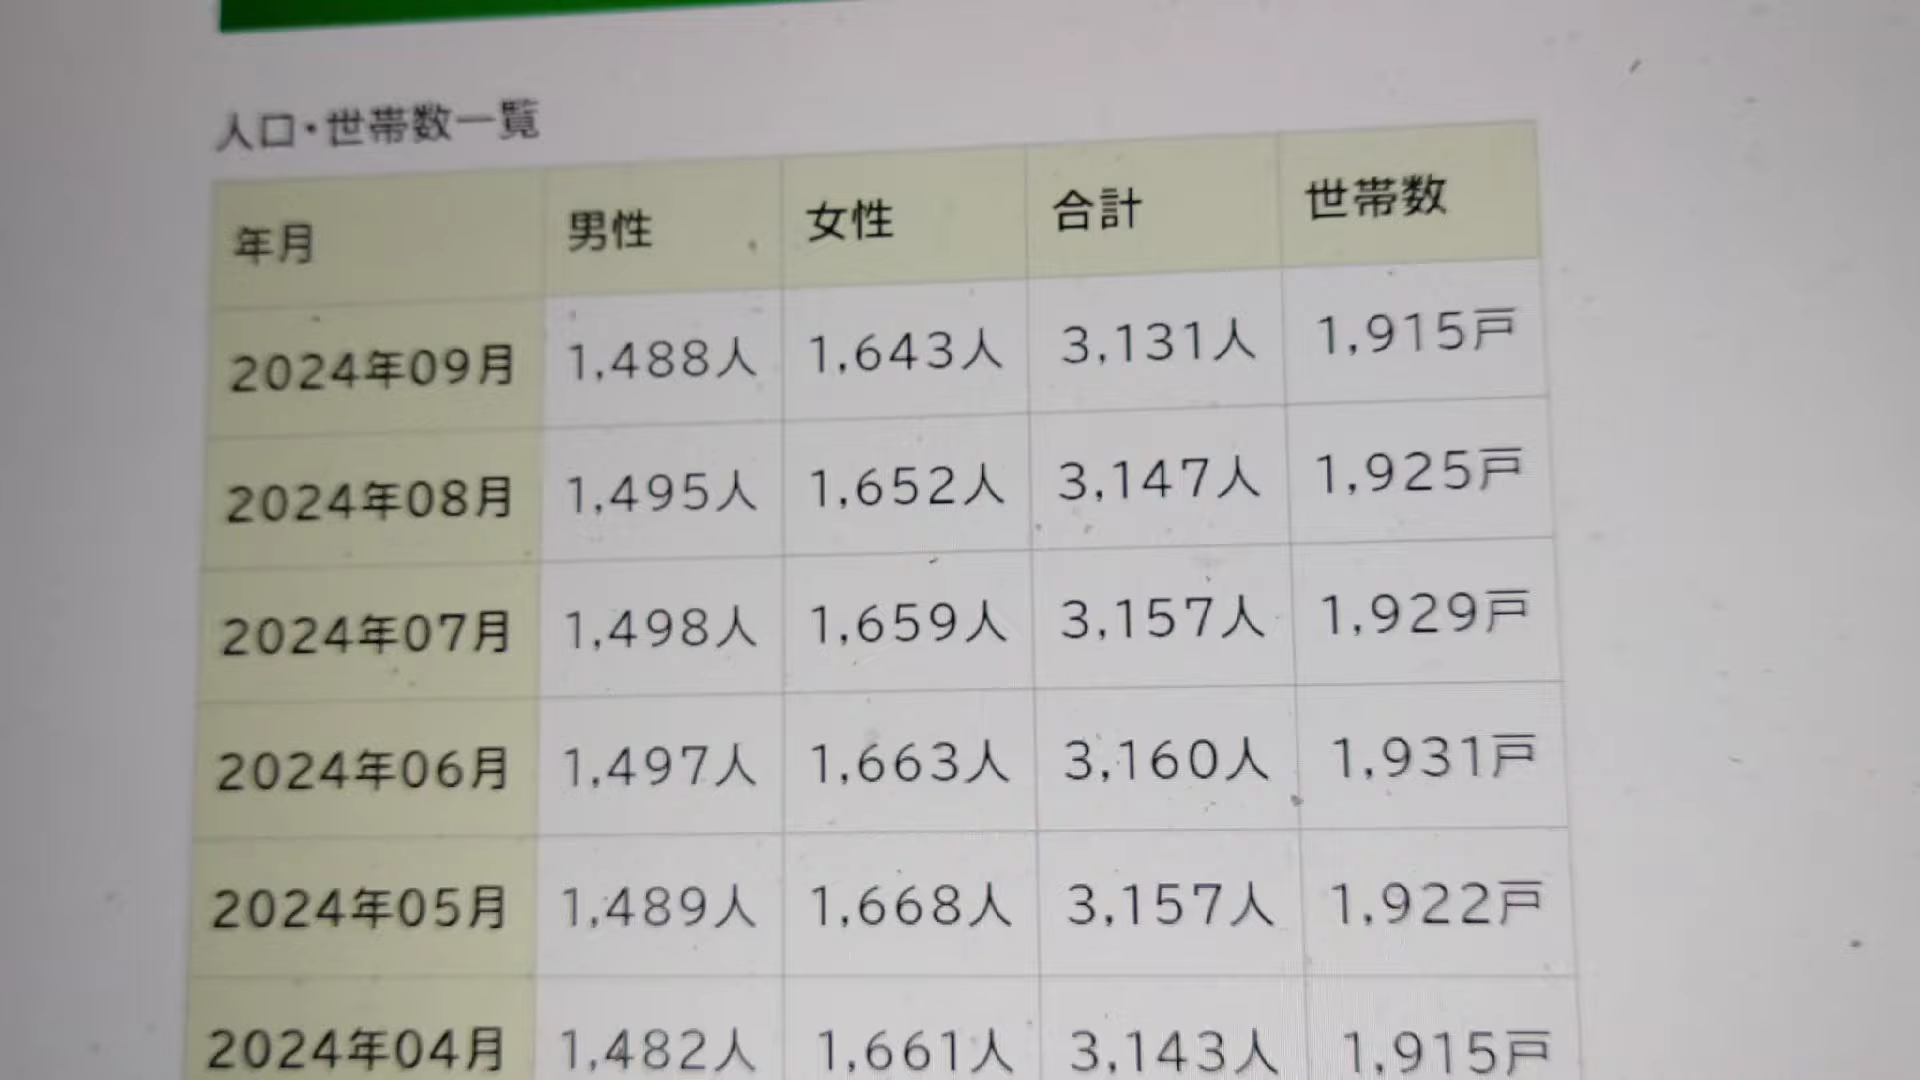 人口・世帯数一覧
年月 男性 女性 合計 世帯数
2024年09月 1,488人 1,643人 3,131人 1,915戸
2024年08月 1,495人 1,652人 3,147人 1,925戸
2024年07月 1,498人 1,659人 3,157人 1,929戸
2024年06月 1,497人 1,663人 3,160人 1,931戸
2024年05月 1,489人 1,668人 3,157人 1,922戸
2024年04月 1,482人 1,661人 3,143人 1,915戸